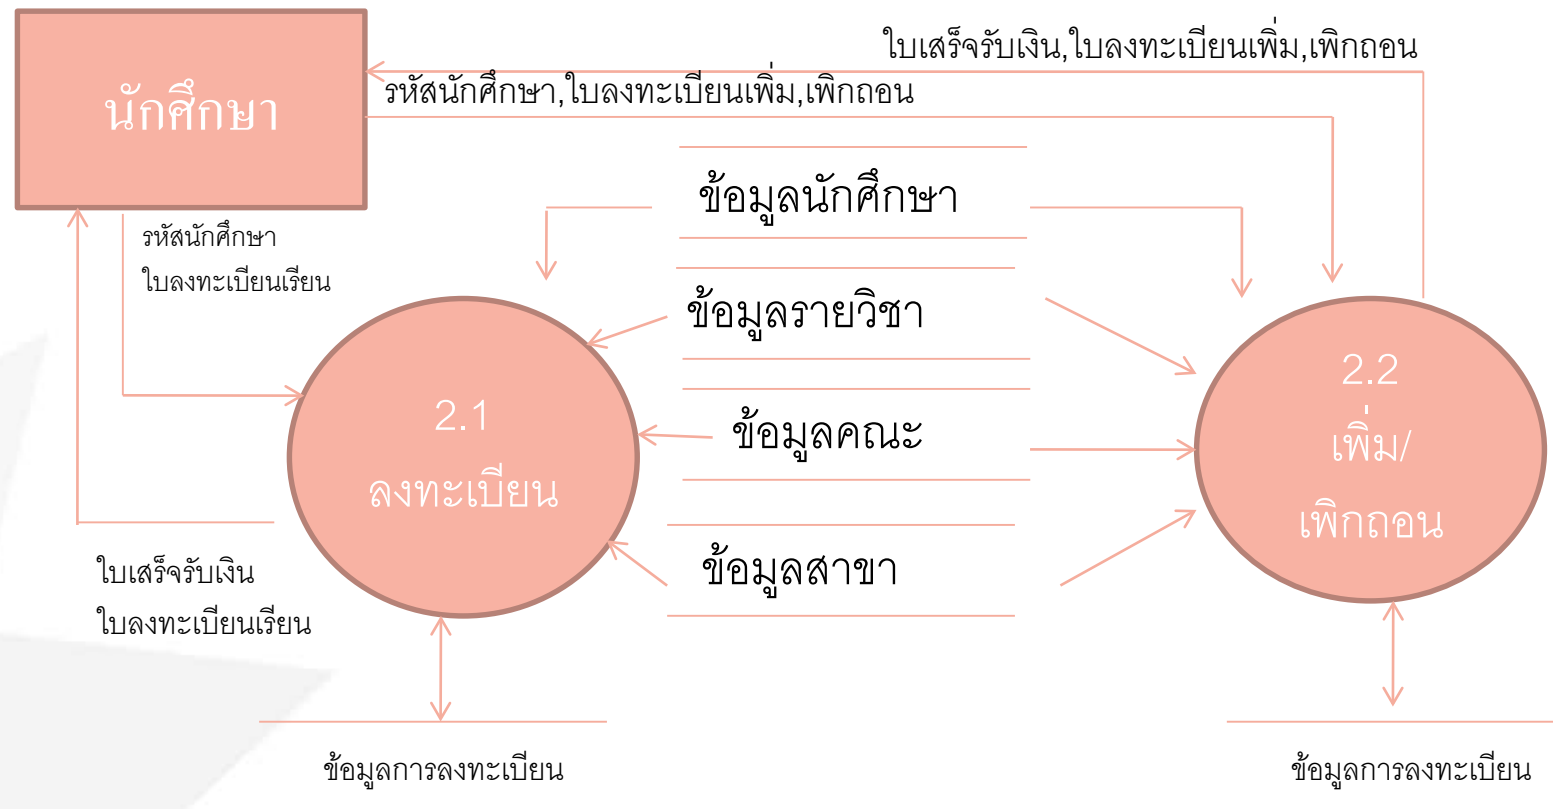 ใบเสร็จรับเงิน,ใบลงทะเบียนเพิ่ม,เพิกถอน
นักศึกษา
รหัสนักศึกษา,ใบลงทะเบียนเพิ่ม,เพิกถอน
ข้อมูลนักศึกษา
รหัสนักศึกษา
ใบลงทะเบียนเรียน
ข้อมูลรายวิชา
2.1
ลงทะเบียน
ข้อมูลคณะ
2.2
เพิ่ม/
เพิกถอน
ข้อมูลสาขา
ใบเสร็จรับเงิน
ใบลงทะเบียนเรียน
ข้อมูลการลงทะเบียน
ข้อมูลการลงทะเบียน